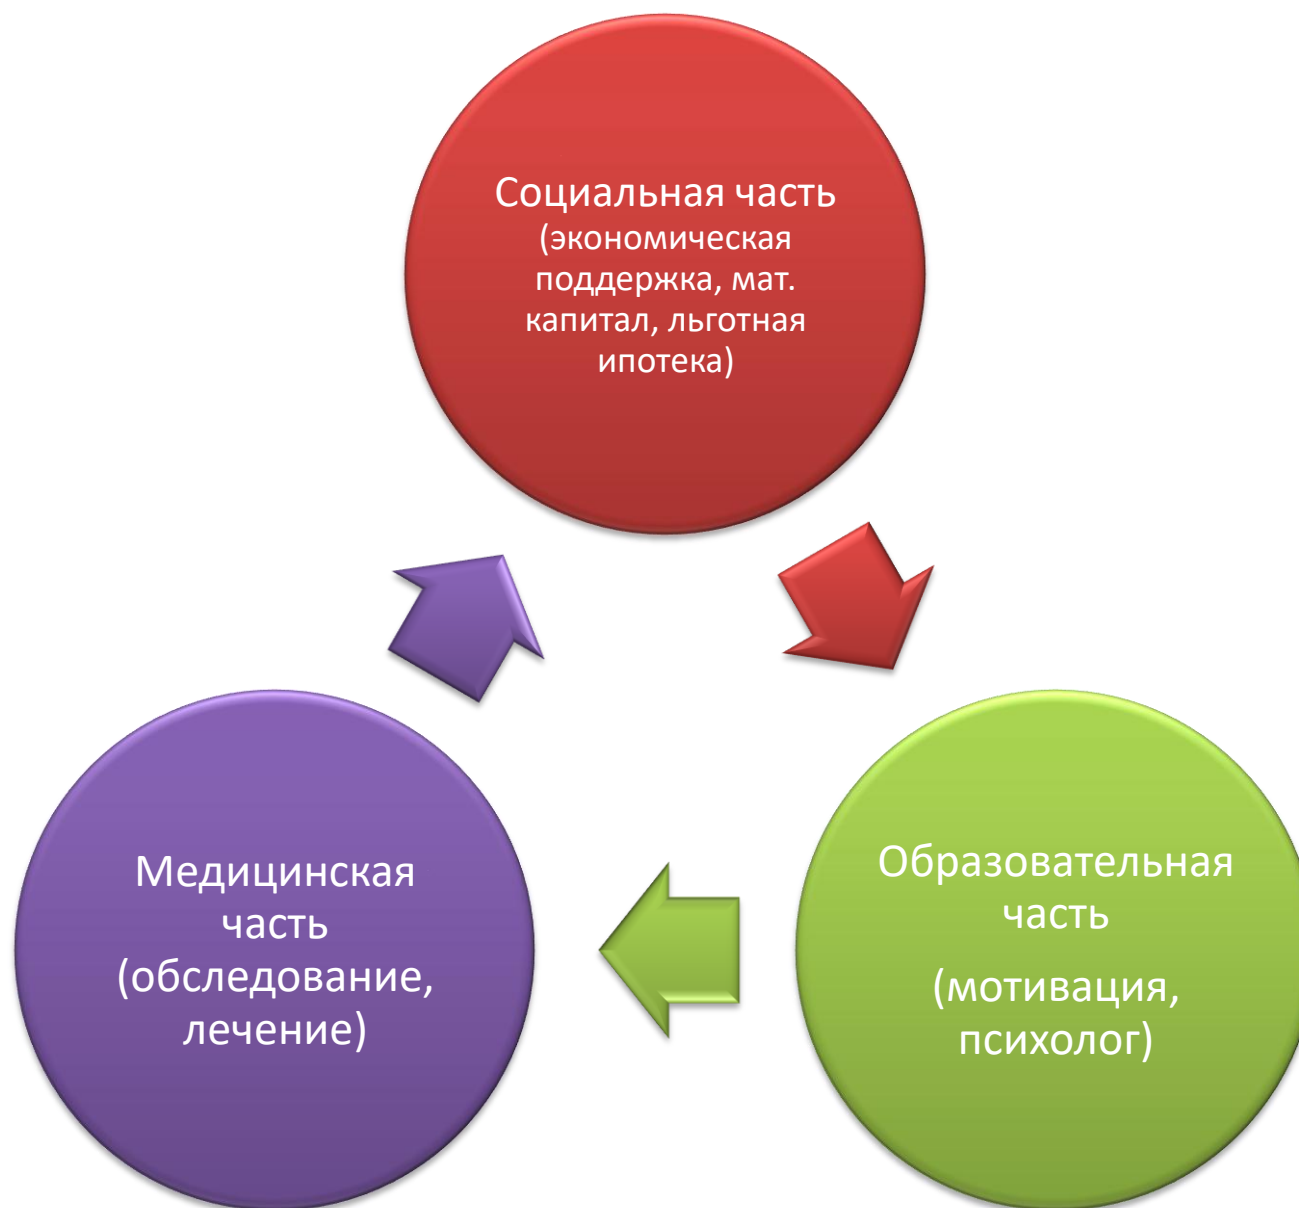 Социальная часть
(экономическая
поддержка, мат.
капитал, льготная
ипотека)
Медицинская
часть
(обследование,
лечение)
Образовательная
часть
(мотивация,
психолог)